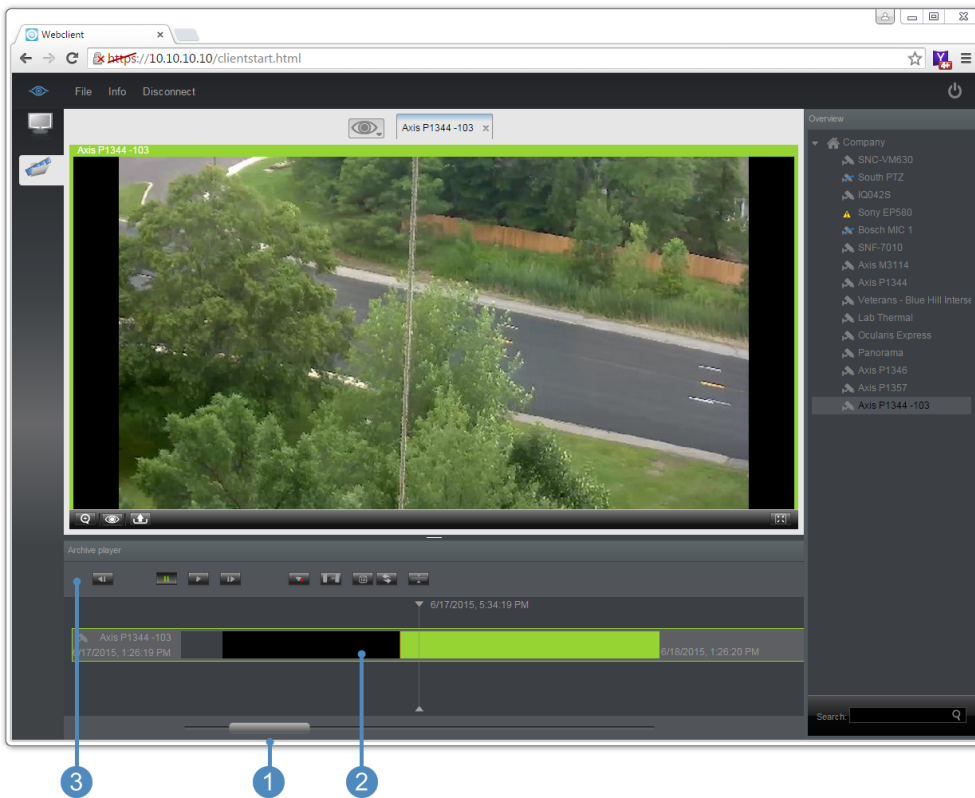 Webclient
https://10.10.10.10/clientstart.html
4+
File Info Disconnect
Axis P1344 -103
Overview
Axis P1344 -103
Company
SNC-VM630
South PTZ
IQ042S
Sony EP580
Bosch MIC 1
SNF-7010
Axis M3114
Axis P1344
Veterans - Blue Hill Interse
Lab Thermal
Ocularis Express
Panorama
Axis P1346
Axis P1357
Axis P1344 -103
Archive player
6/17/2015, 5:34:19 PM
Axis P1344 -103
6/17/2015, 1:26:19 PM
6/18/2015, 1:26:20 PM
Search:
3
1
2